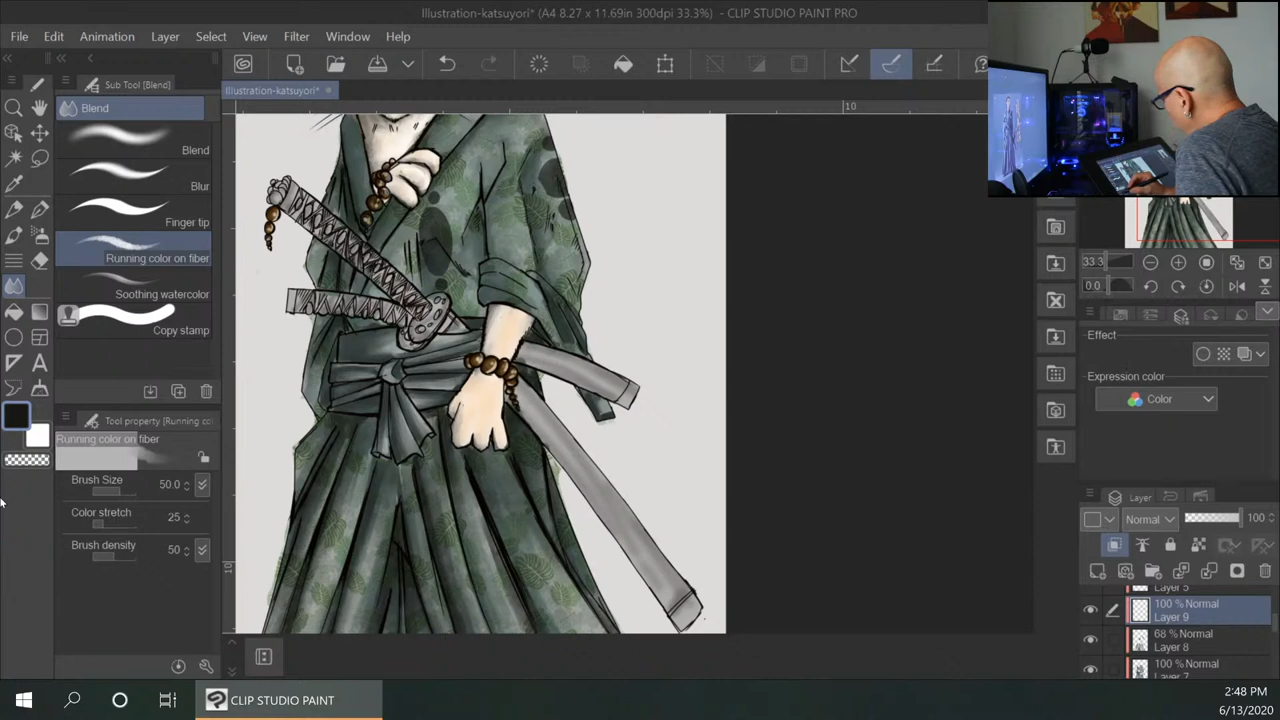 Illustration-katsuyori* (A4 8.27 x 11.69in 300dpi 33.3%) - CLIP STUDIO PAINT PRO
File Edit Animation Layer Select View Filter Window Help
Sub Tool [Blend]
Illustration-katsuyori*
Blend
10
Blend
Blur
Finger tip
Running color on fiber
Soothing watercolor
Copy stamp
33.3
0.0
Effect
Expression color
Color
Tool property [Running co
Running color on fiber
Brush Size 50.0
Color stretch 25
Brush density 50
10
Layer
Normal 100
Layer 5
100 % Normal
Layer 9
68 % Normal
Layer 8
100 % Normal
Layer 7
CLIP STUDIO PAINT
2:48 PM
6/13/2020